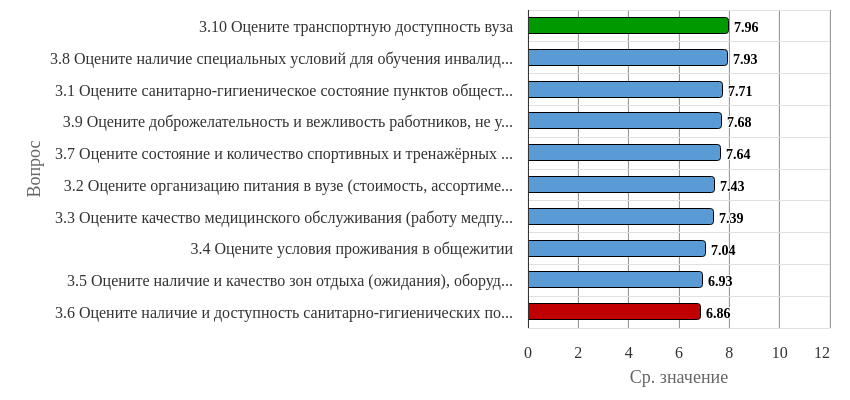 3.10 Оцените транспортную доступность вуза 7.96
3.8 Оцените наличие специальных условий для обучения инвалид... 7.93
3.1 Оцените санитарно-гигиеническое состояние пунктов общест... 7.71
3.9 Оцените доброжелательность и вежливость работников, не у... 7.68
3.7 Оцените состояние и количество спортивных и тренажёрных ... 7.64
3.2 Оцените организацию питания в вузе (стоимость, ассортиме... 7.43
3.3 Оцените качество медицинского обслуживания (работу медпу... 7.39
3.4 Оцените условия проживания в общежитии 7.04
3.5 Оцените наличие и качество зон отдыха (ожидания), оборуд... 6.93
3.6 Оцените наличие и доступность санитарно-гигиенических по... 6.86
Вопрос
0 2 4 6 8 10 12
Ср. значение